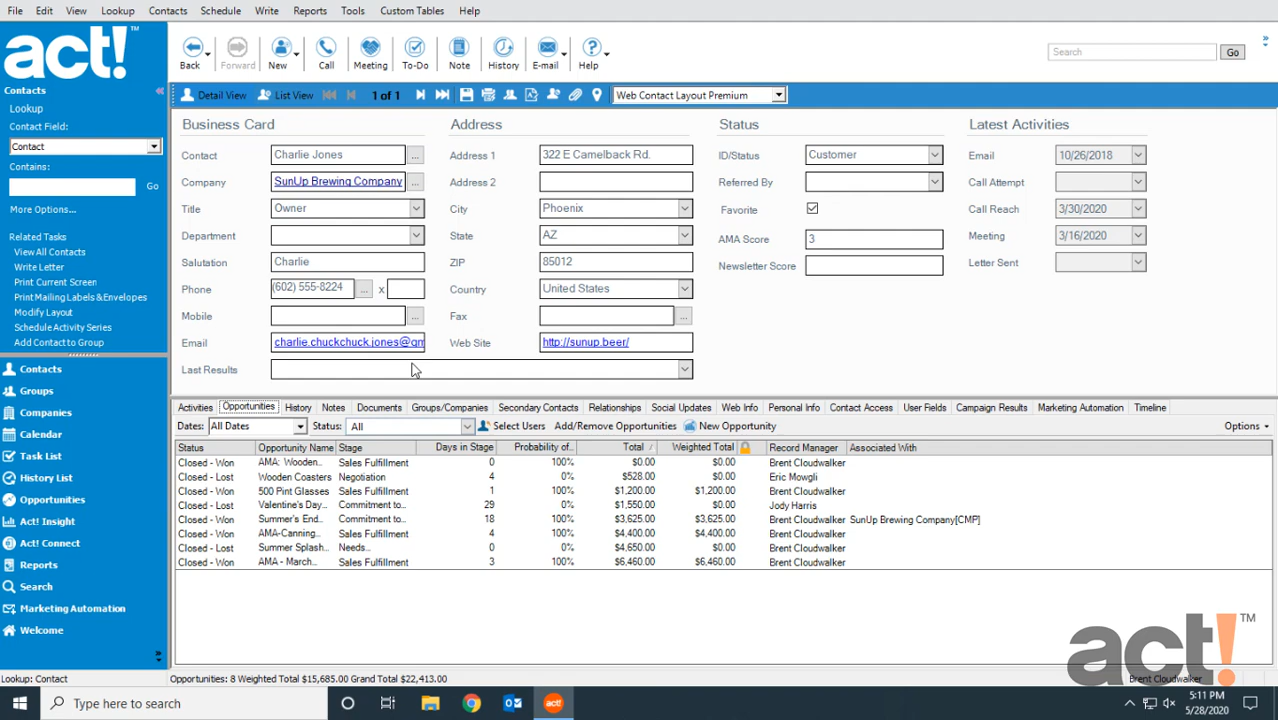 File Edit View Lookup Contacts Schedule Write Reports Tools Custom Tables Help
act!
Back Forward New Call Meeting To-Do Note History E-mail Help
Search Go
Contacts
Lookup
Contact Field:
Contact
Contains:
Go
More Options...
Related Tasks
View All Contacts
Write Letter
Print Current Screen
Print Mailing Labels & Envelopes
Modify Layout
Schedule Activity Series
Add Contact to Group
Contacts
Groups
Companies
Calendar
Task List
History List
Opportunities
Act! Insight
Act! Connect
Reports
Search
Marketing Automation
Welcome
Detail View List View 1 of 1 Web Contact Layout Premium
Business Card
Contact Charlie Jones ...
Company SunUp Brewing Company ...
Title Owner
Department
Salutation Charlie
Phone (602) 555-8224 ... x
Mobile ...
Email charlie.chuckchuck.jones@gm
Last Results
Address
Address 1 322 E Camelback Rd.
Address 2
City Phoenix
State AZ
ZIP 85012
Country United States
Fax ...
Web Site http://sunup.beer/
Status
ID/Status Customer
Referred By
Favorite
AMA Score 3
Newsletter Score
Latest Activities
Email 10/26/2018
Call Attempt
Call Reach 3/30/2020
Meeting 3/16/2020
Letter Sent
Activities Opportunities History Notes Documents Groups/Companies Secondary Contacts Relationships Social Updates Web Info Personal Info Contact Access User Fields Campaign Results Marketing Automation Timeline
Dates: All Dates Status: All Select Users Add/Remove Opportunities New Opportunity Options
Status Opportunity Name Stage Days in Stage Probability of... Total / Weighted Total Record Manager Associated With
Closed - Won AMA: Wooden... Sales Fulfillment 0 100% $0.00 $0.00 Brent Cloudwalker
Closed - Lost Wooden Coasters Negotiation 4 0% $528.00 $0.00 Eric Mowgli
Closed - Won 500 Pint Glasses Sales Fulfillment 1 100% $1,200.00 $1,200.00 Brent Cloudwalker
Closed - Lost Valentine's Day... Commitment to... 29 0% $1,550.00 $0.00 Jody Harris
Closed - Won Summer's End... Commitment to... 18 100% $3,625.00 $3,625.00 Brent Cloudwalker SunUp Brewing Company[CMP]
Closed - Won AMA-Canning... Sales Fulfillment 4 100% $4,400.00 $4,400.00 Brent Cloudwalker
Closed - Lost Summer Splash... Needs... 0 0% $4,650.00 $0.00 Brent Cloudwalker
Closed - Won AMA - March... Sales Fulfillment 3 100% $6,460.00 $6,460.00 Brent Cloudwalker
act!™
Lookup: Contact Opportunities: 8 Weighted Total $15,685.00 Grand Total $22,413.00 Brent Cloudwalker
Type here to search
act!
5:11 PM
5/28/2020